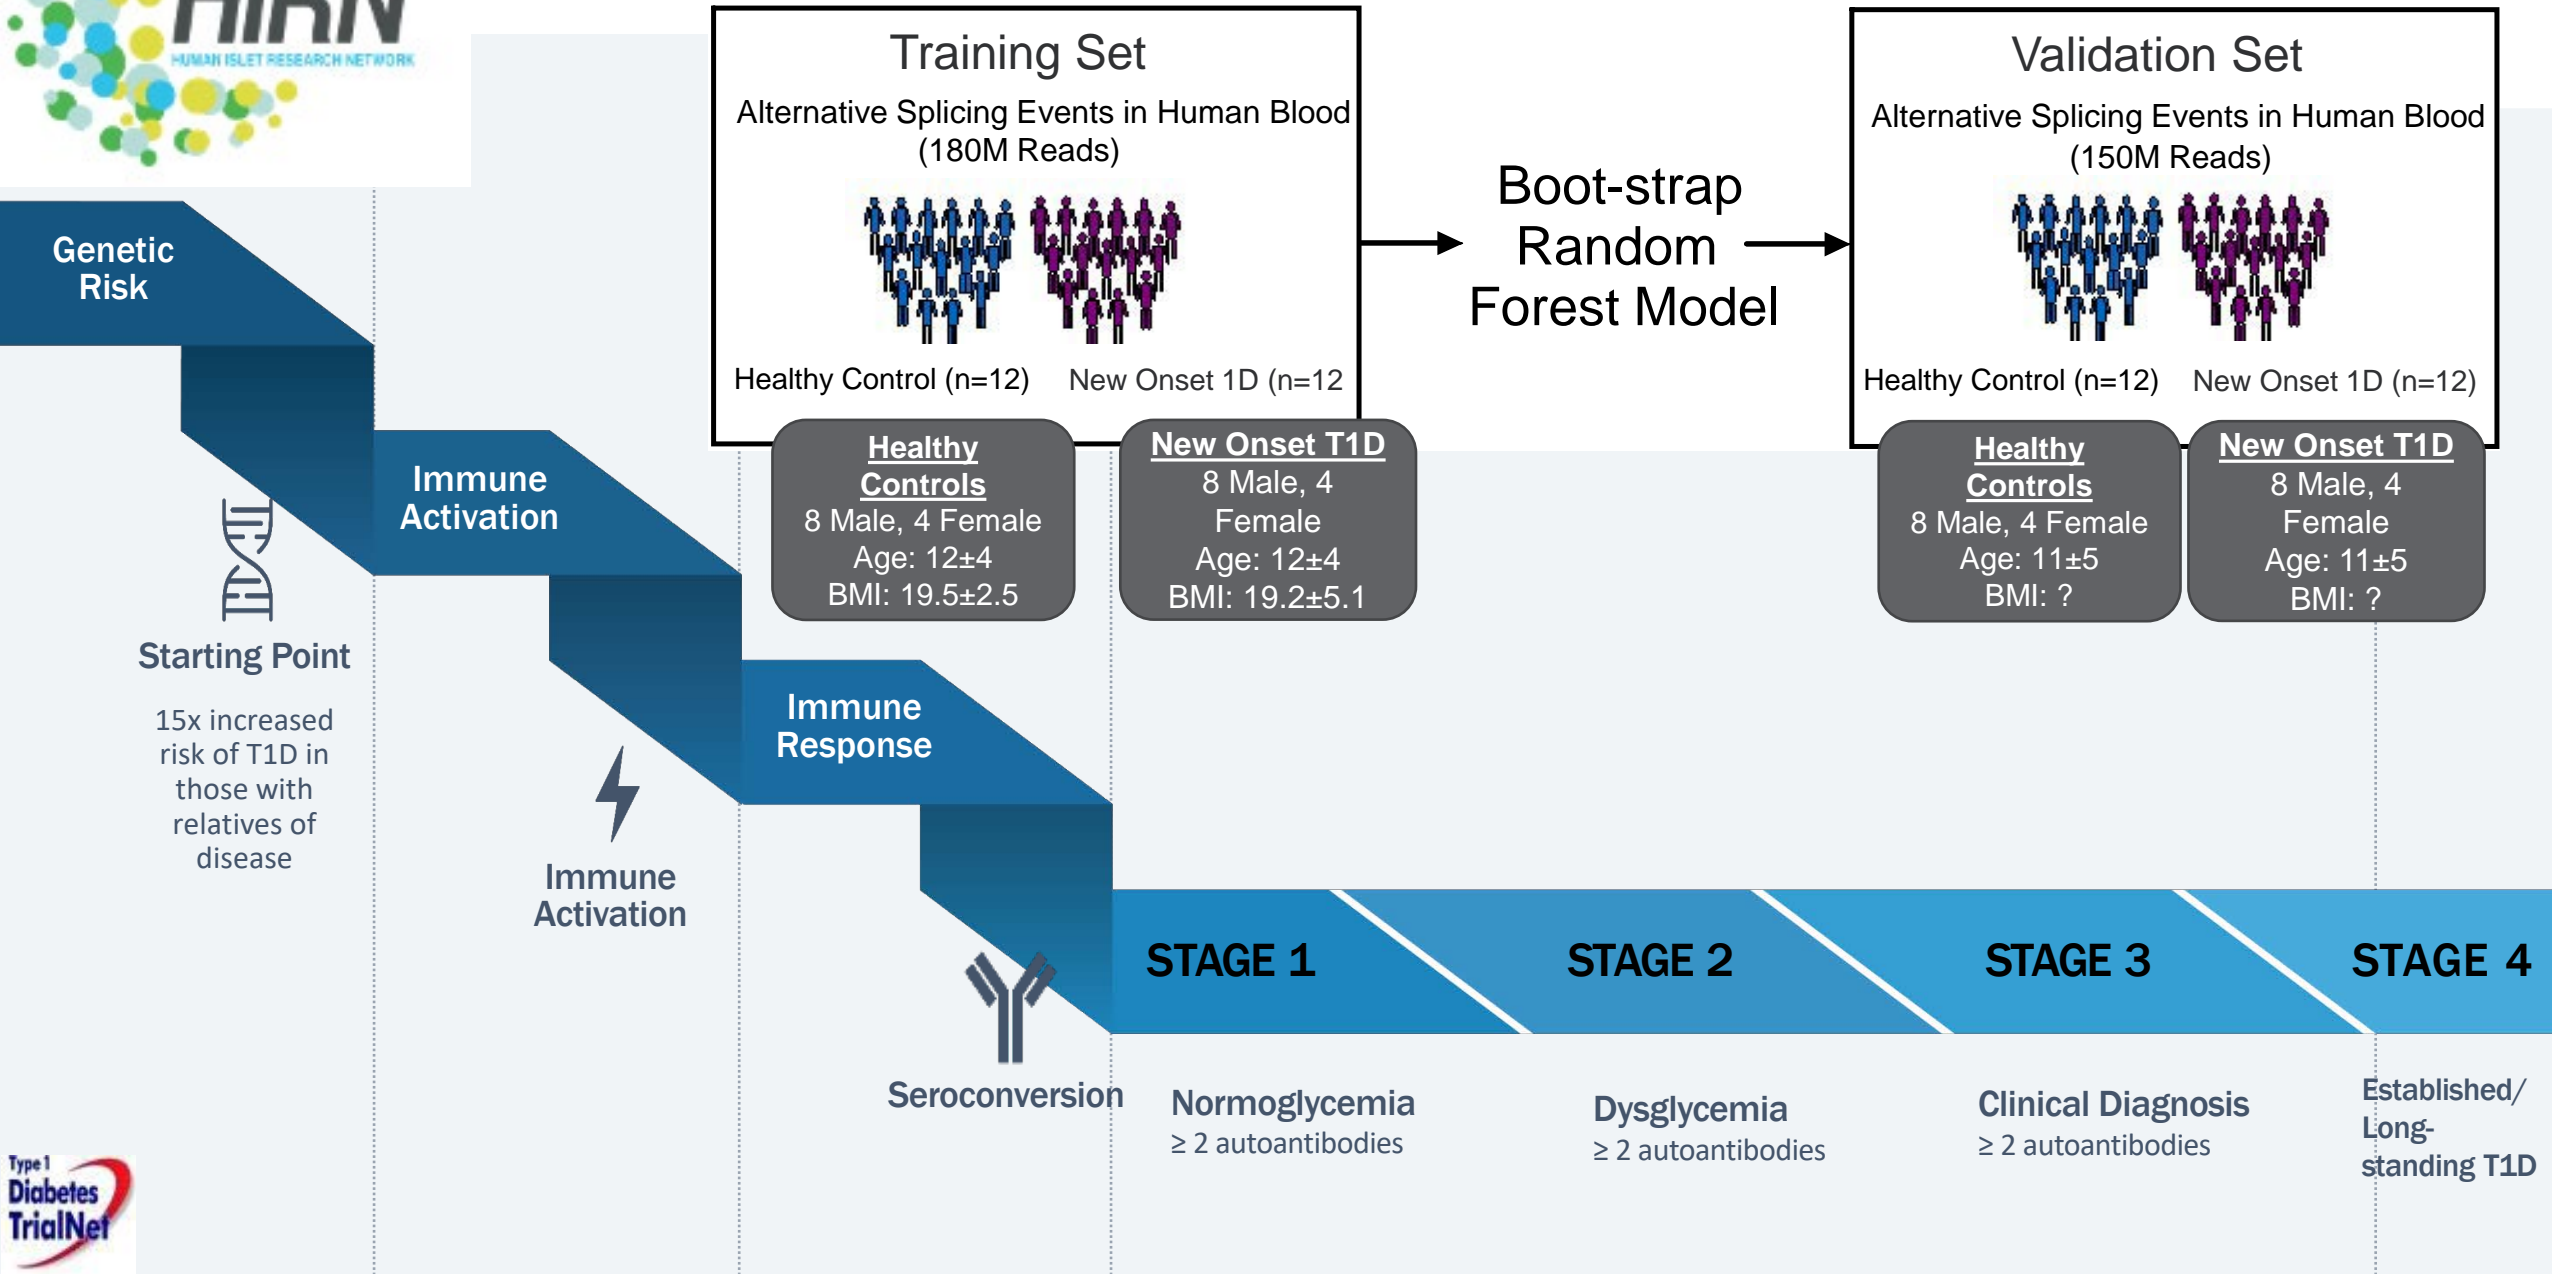 HIRN
HUMAN ISLET RESEARCH NETWORK
Training Set
Alternative Splicing Events in Human Blood
(180M Reads)
Healthy Control (n=12)
New Onset 1D (n=12
Healthy
Controls
8 Male, 4 Female
Age: 12±4
BMI: 19.5±2.5
New Onset T1D
8 Male, 4
Female
Age: 12±4
BMI: 19.2±5.1
Boot-strap
Random
Forest Model
Validation Set
Alternative Splicing Events in Human Blood
(150M Reads)
Healthy Control (n=12)
New Onset 1D (n=12)
Healthy
Controls
8 Male, 4 Female
Age: 11±5
BMI: ?
New Onset T1D
8 Male, 4
Female
Age: 11±5
BMI: ?
Genetic
Risk
Starting Point
15x increased
risk of T1D in
those with
relatives of
disease
Immune
Activation
Immune
Activation
Immune
Response
Seroconversion
STAGE 1
Normoglycemia
≥ 2 autoantibodies
STAGE 2
Dysglycemia
≥ 2 autoantibodies
STAGE 3
Clinical Diagnosis
≥ 2 autoantibodies
STAGE 4
Established/
Long-
standing T1D
Type 1
Diabetes
TrialNet